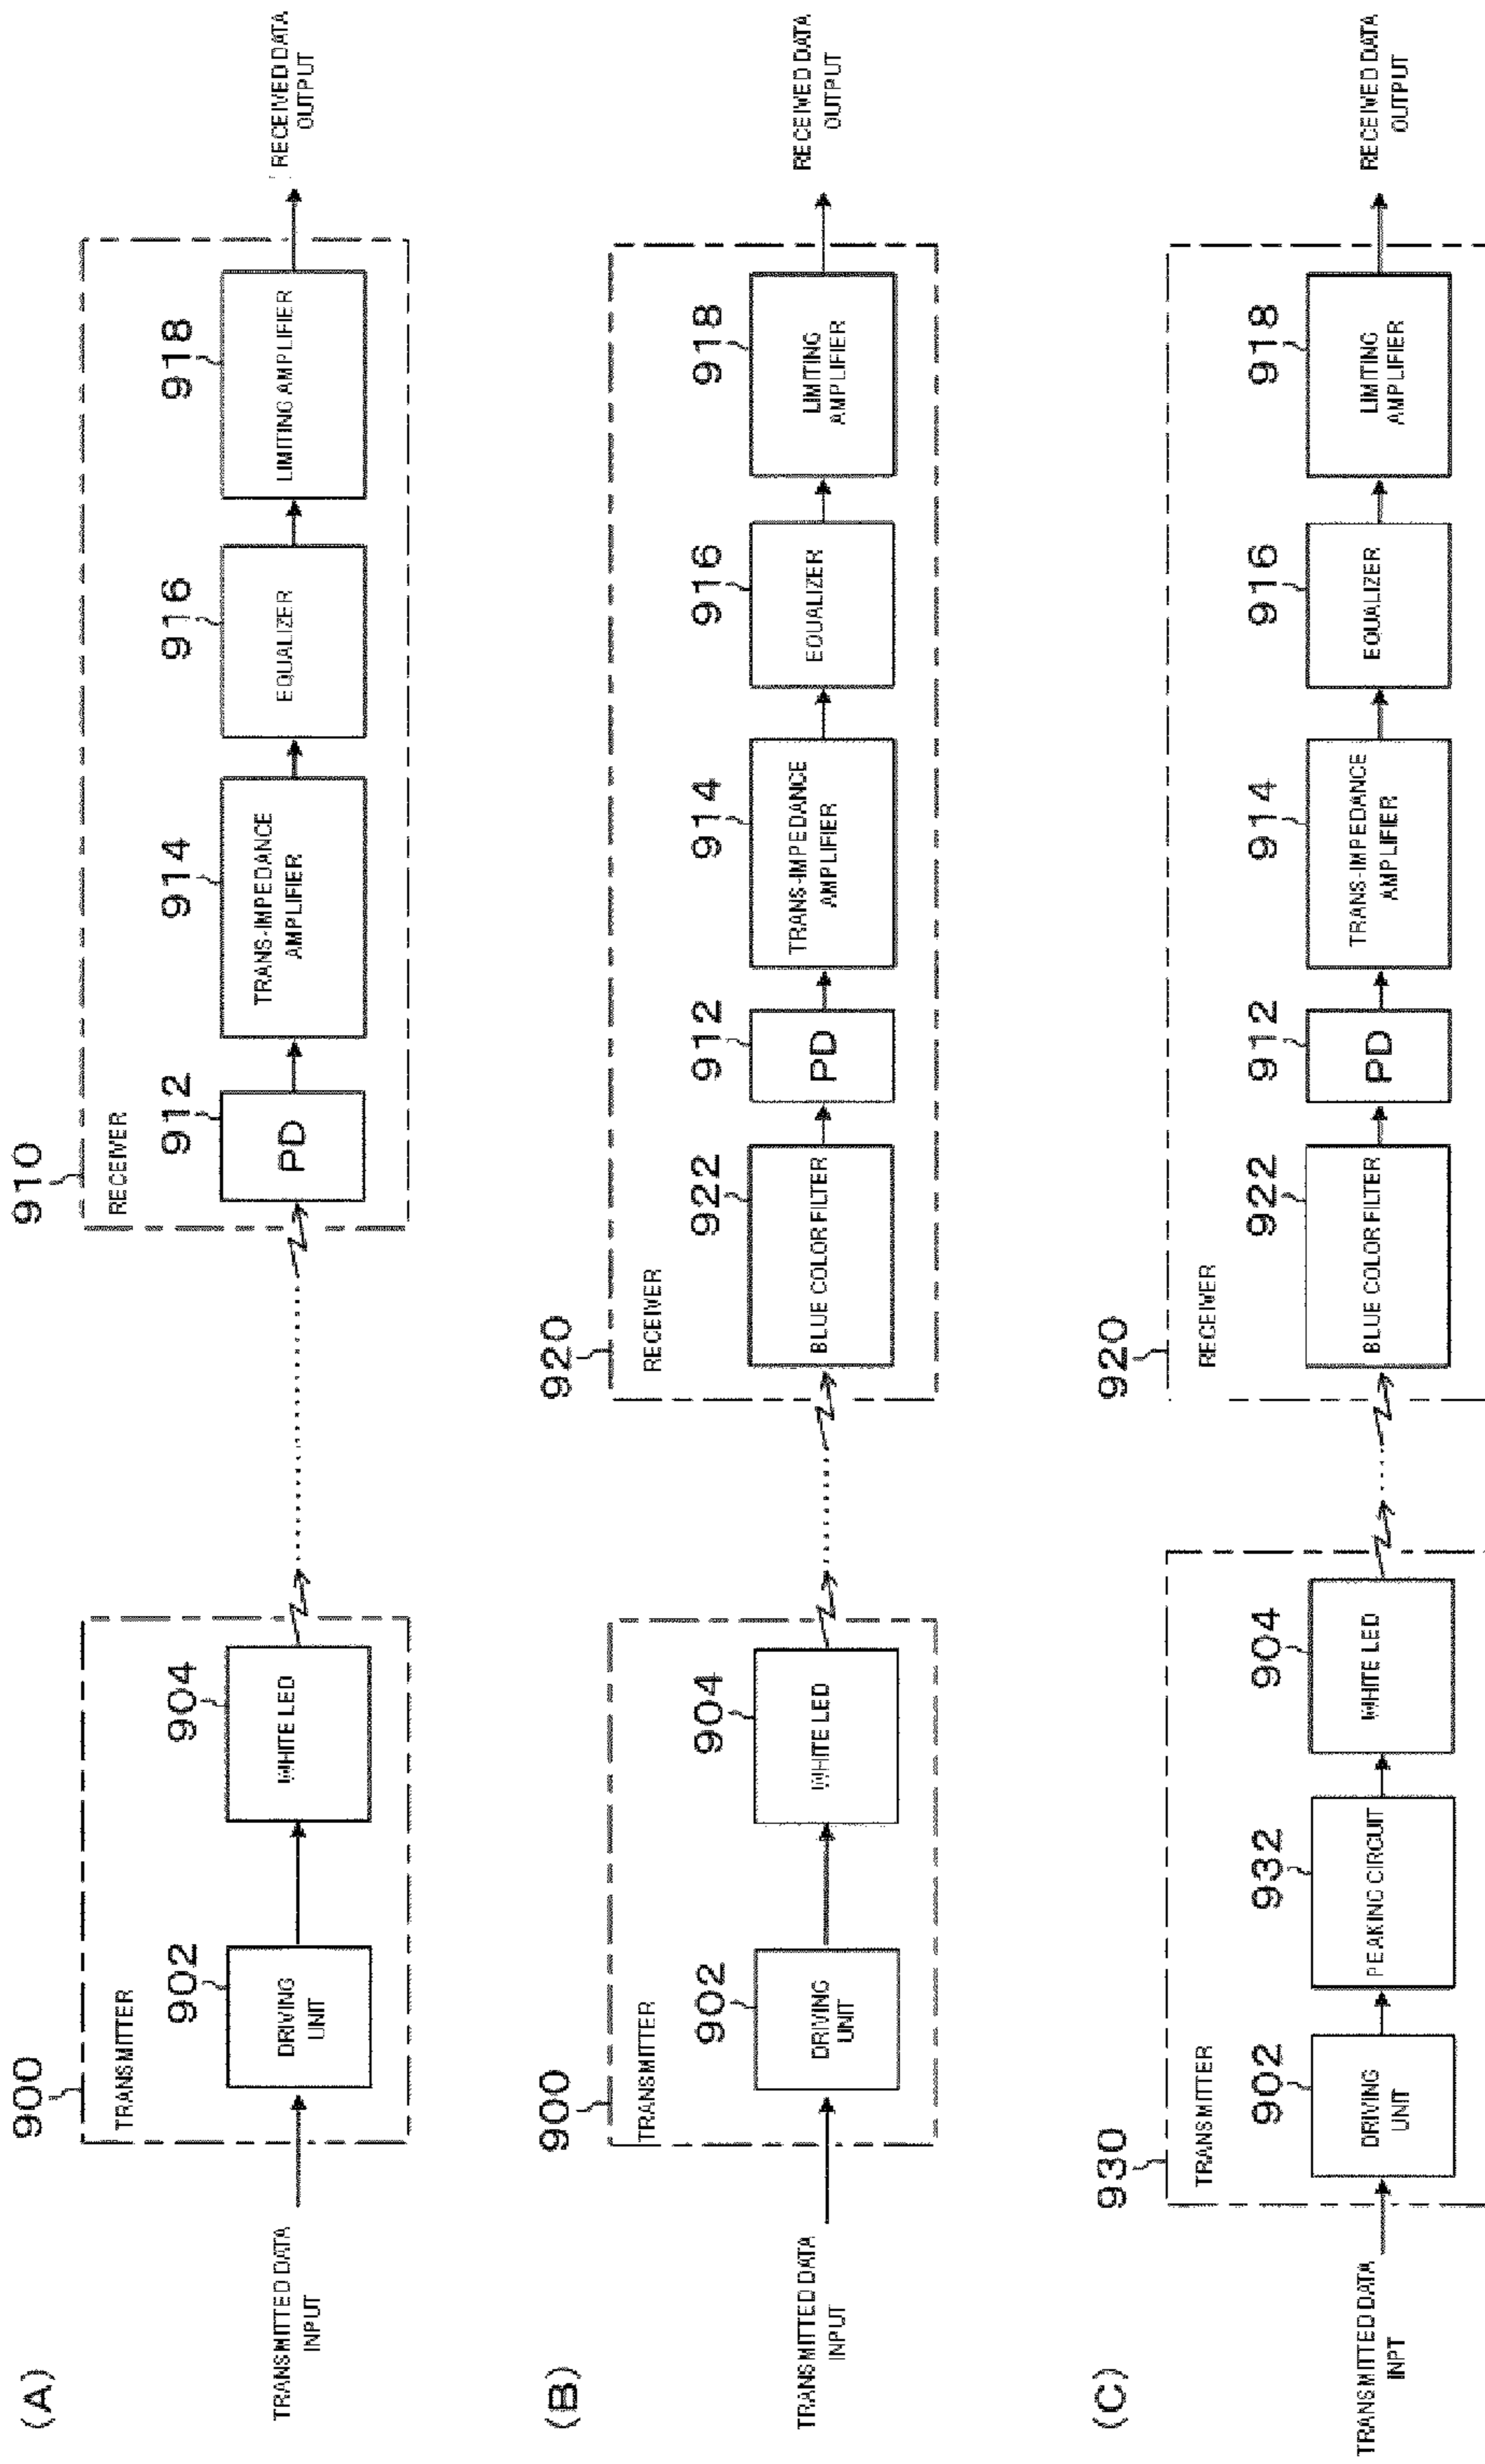 (A)
900
TRANSMITTER
TRANSMITTED DATA
INPUT
902
DRIVING
UNIT
904
WHITE LED
910
RECEIVER
912
PD
914
TRANS-IMPEDANCE
AMPLIFIER
916
EQUALIZER
918
LIMITING AMPLIFIER
RECEIVED DATA
OUTPUT
(B)
900
TRANSMITTER
TRANSMITTED DATA
INPUT
902
DRIVING
UNIT
904
WHITE LED
920
RECEIVER
922
BLUE COLOR FILTER
912
PD
914
TRANS-IMPEDANCE
AMPLIFIER
916
EQUALIZER
918
LIMITING
AMPLIFIER
RECEIVED DATA
OUTPUT
(C)
930
TRANSMITTER
TRANSMITTED DATA
INPT
902
DRIVING
UNIT
932
PEAKING CIRCUIT
904
WHITE LED
920
RECEIVER
922
BLUE COLOR FILTER
912
PD
914
TRANS-IMPEDANCE
AMPLIFIER
916
EQUALIZER
918
LIMITING
AMPLIFIER
RECEIVED DATA
OUTPUT